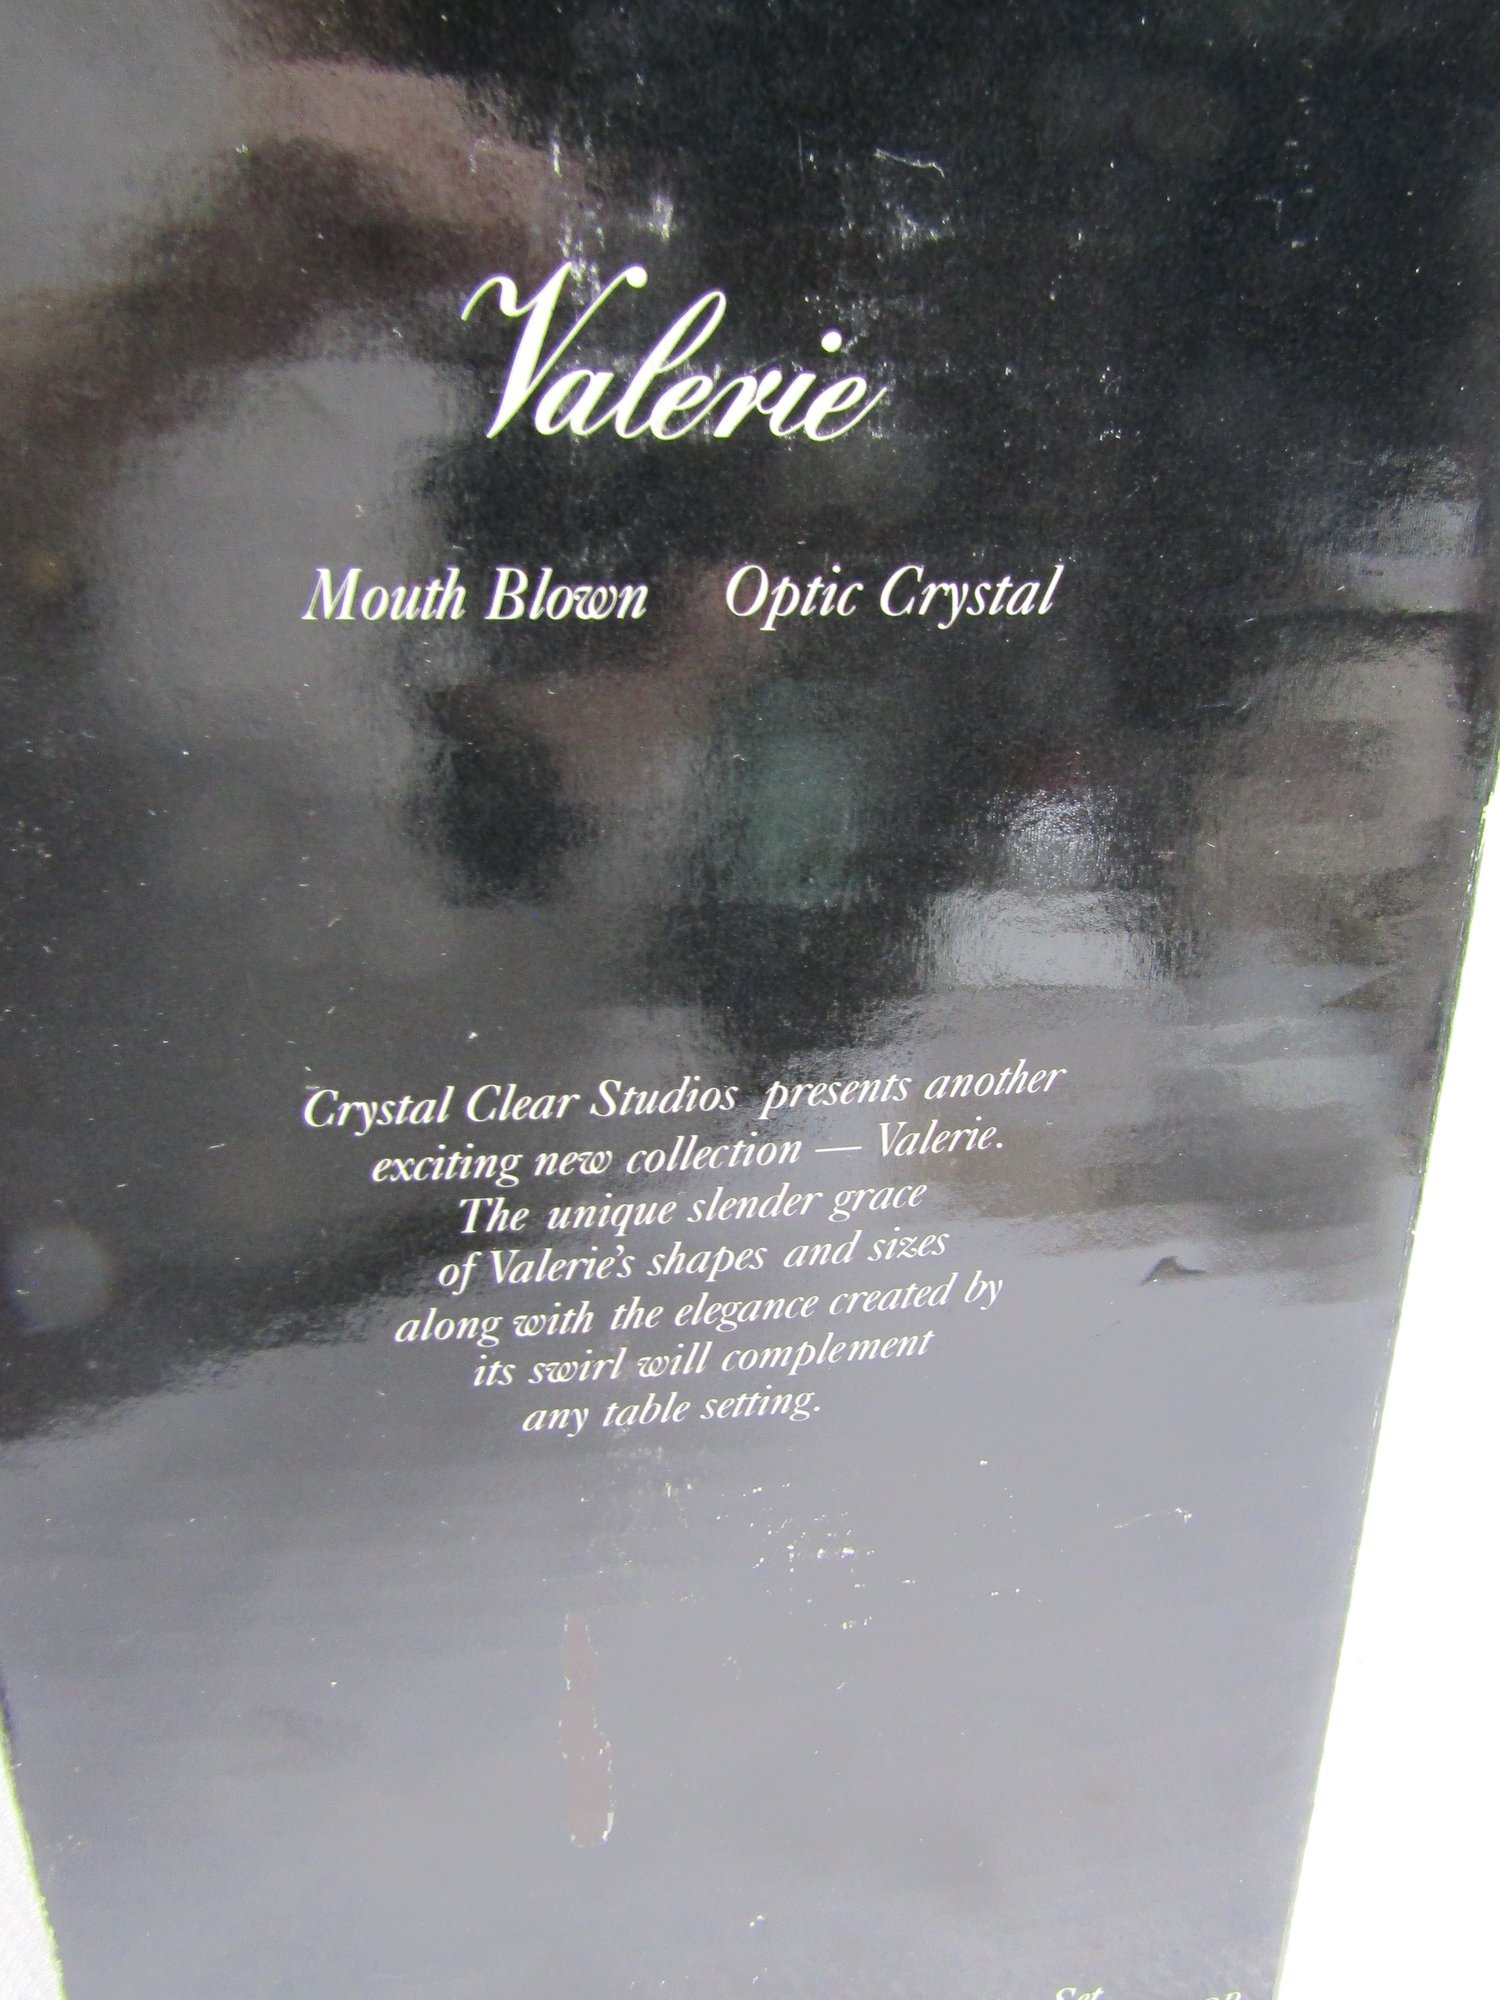 Valerie
Mouth Blown Optic Crystal
Crystal Clear Studios presents another
exciting new collection — Valerie.
The unique slender grace
of Valerie's shapes and sizes
along with the elegance created by
its swirl will complement
any table setting.
Set